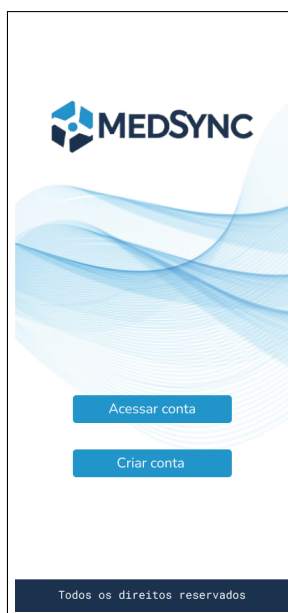 MEDSYNC
Acessar conta
Criar conta
Todos os direitos reservados